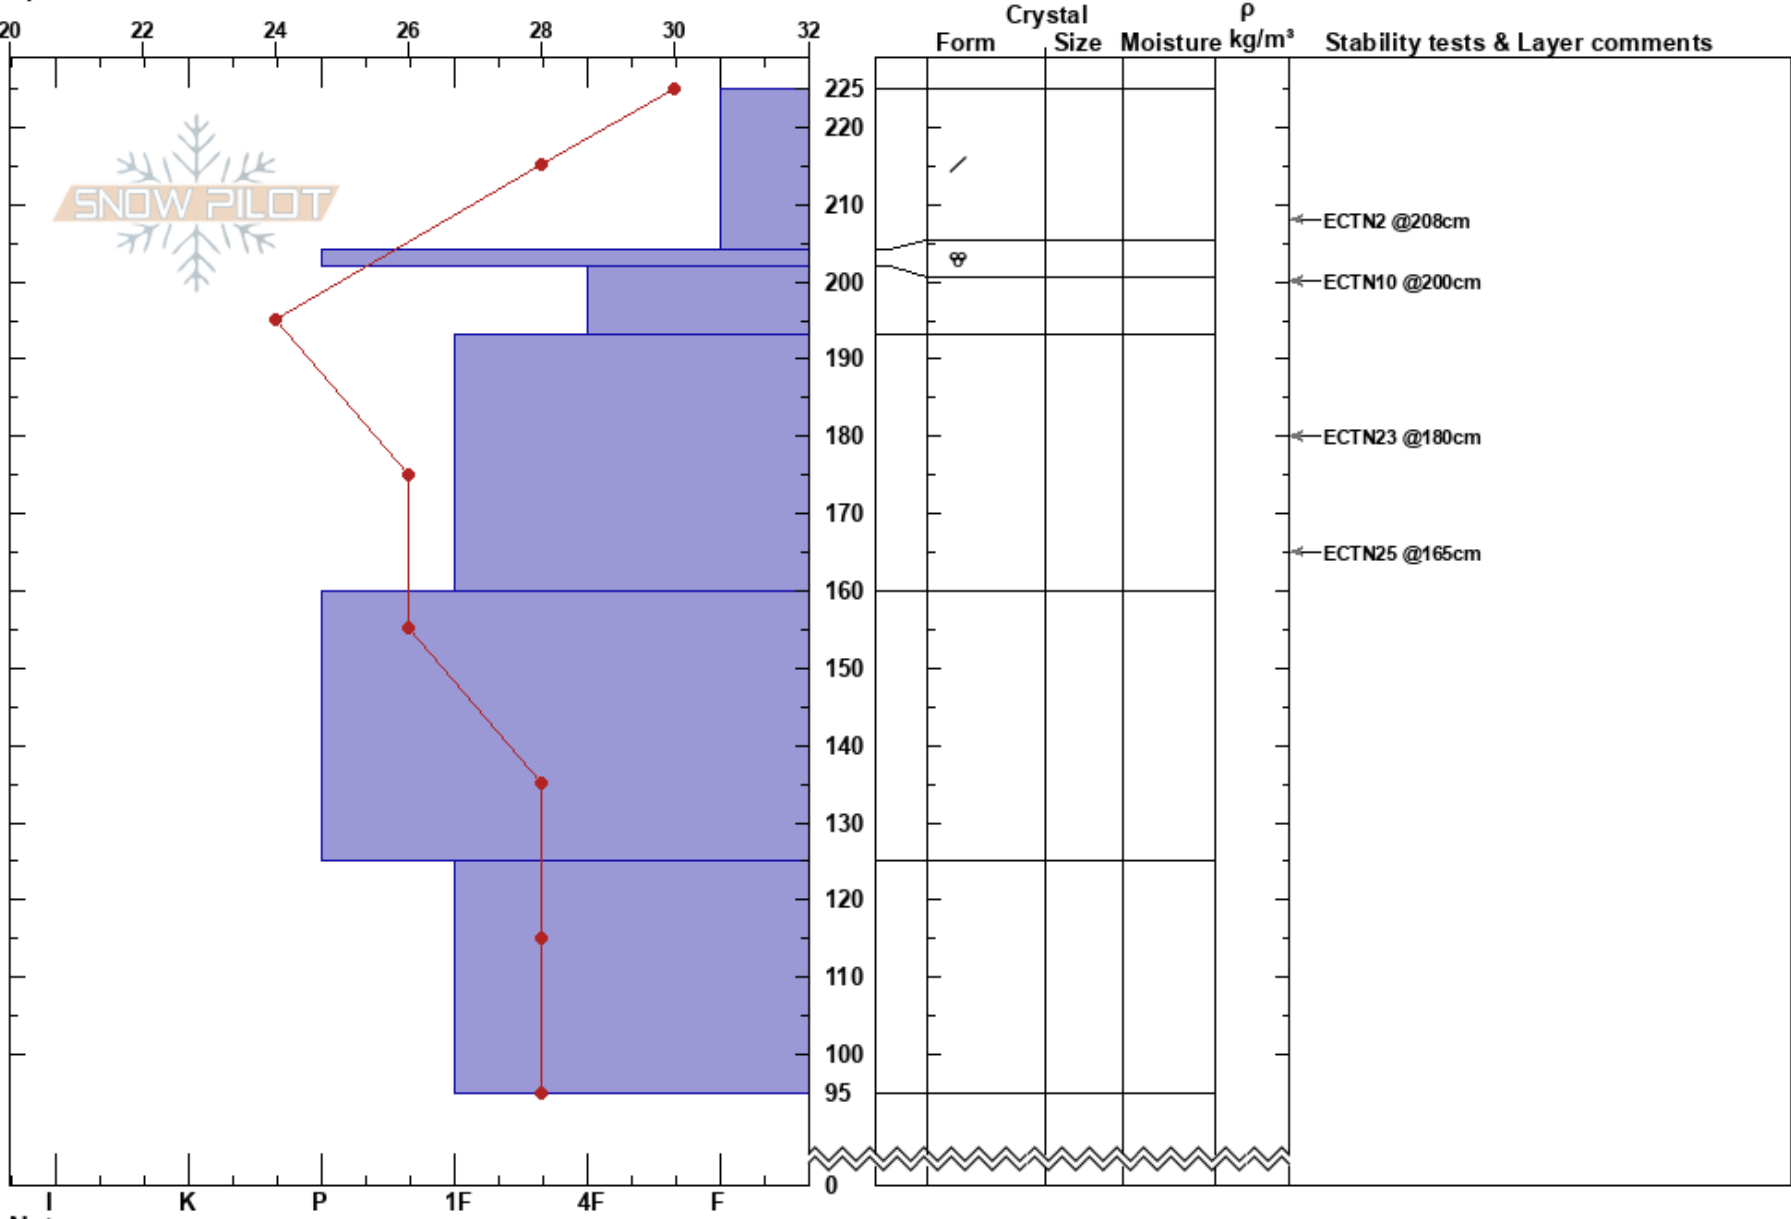 20 22 24 26 28 30 32
Crystal ρ
Form Size Moisture kg/m³ Stability tests & Layer comments
225
220
SNOW PILOT
210
ECTN2 @208cm
200
ECTN10 @200cm
190
180
ECTN23 @180cm
170
ECTN25 @165cm
160
150
140
130
120
110
100
95
0
I K P 1F 4F F